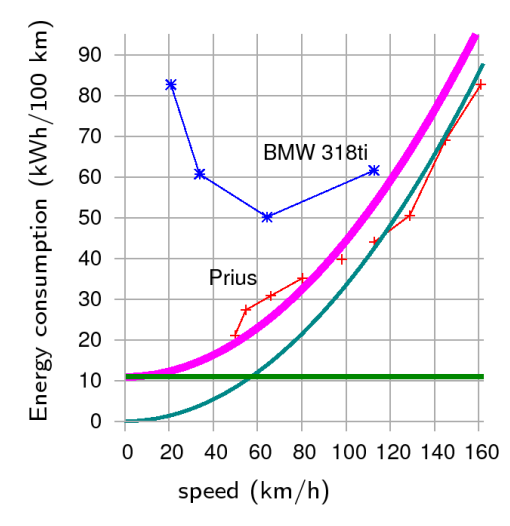 Energy consumption (kWh/100 km)
90
80
70
60
50
40
30
20
10
0
BMW 318ti
Prius
0 20 40 60 80 100 120 140 160
speed (km/h)